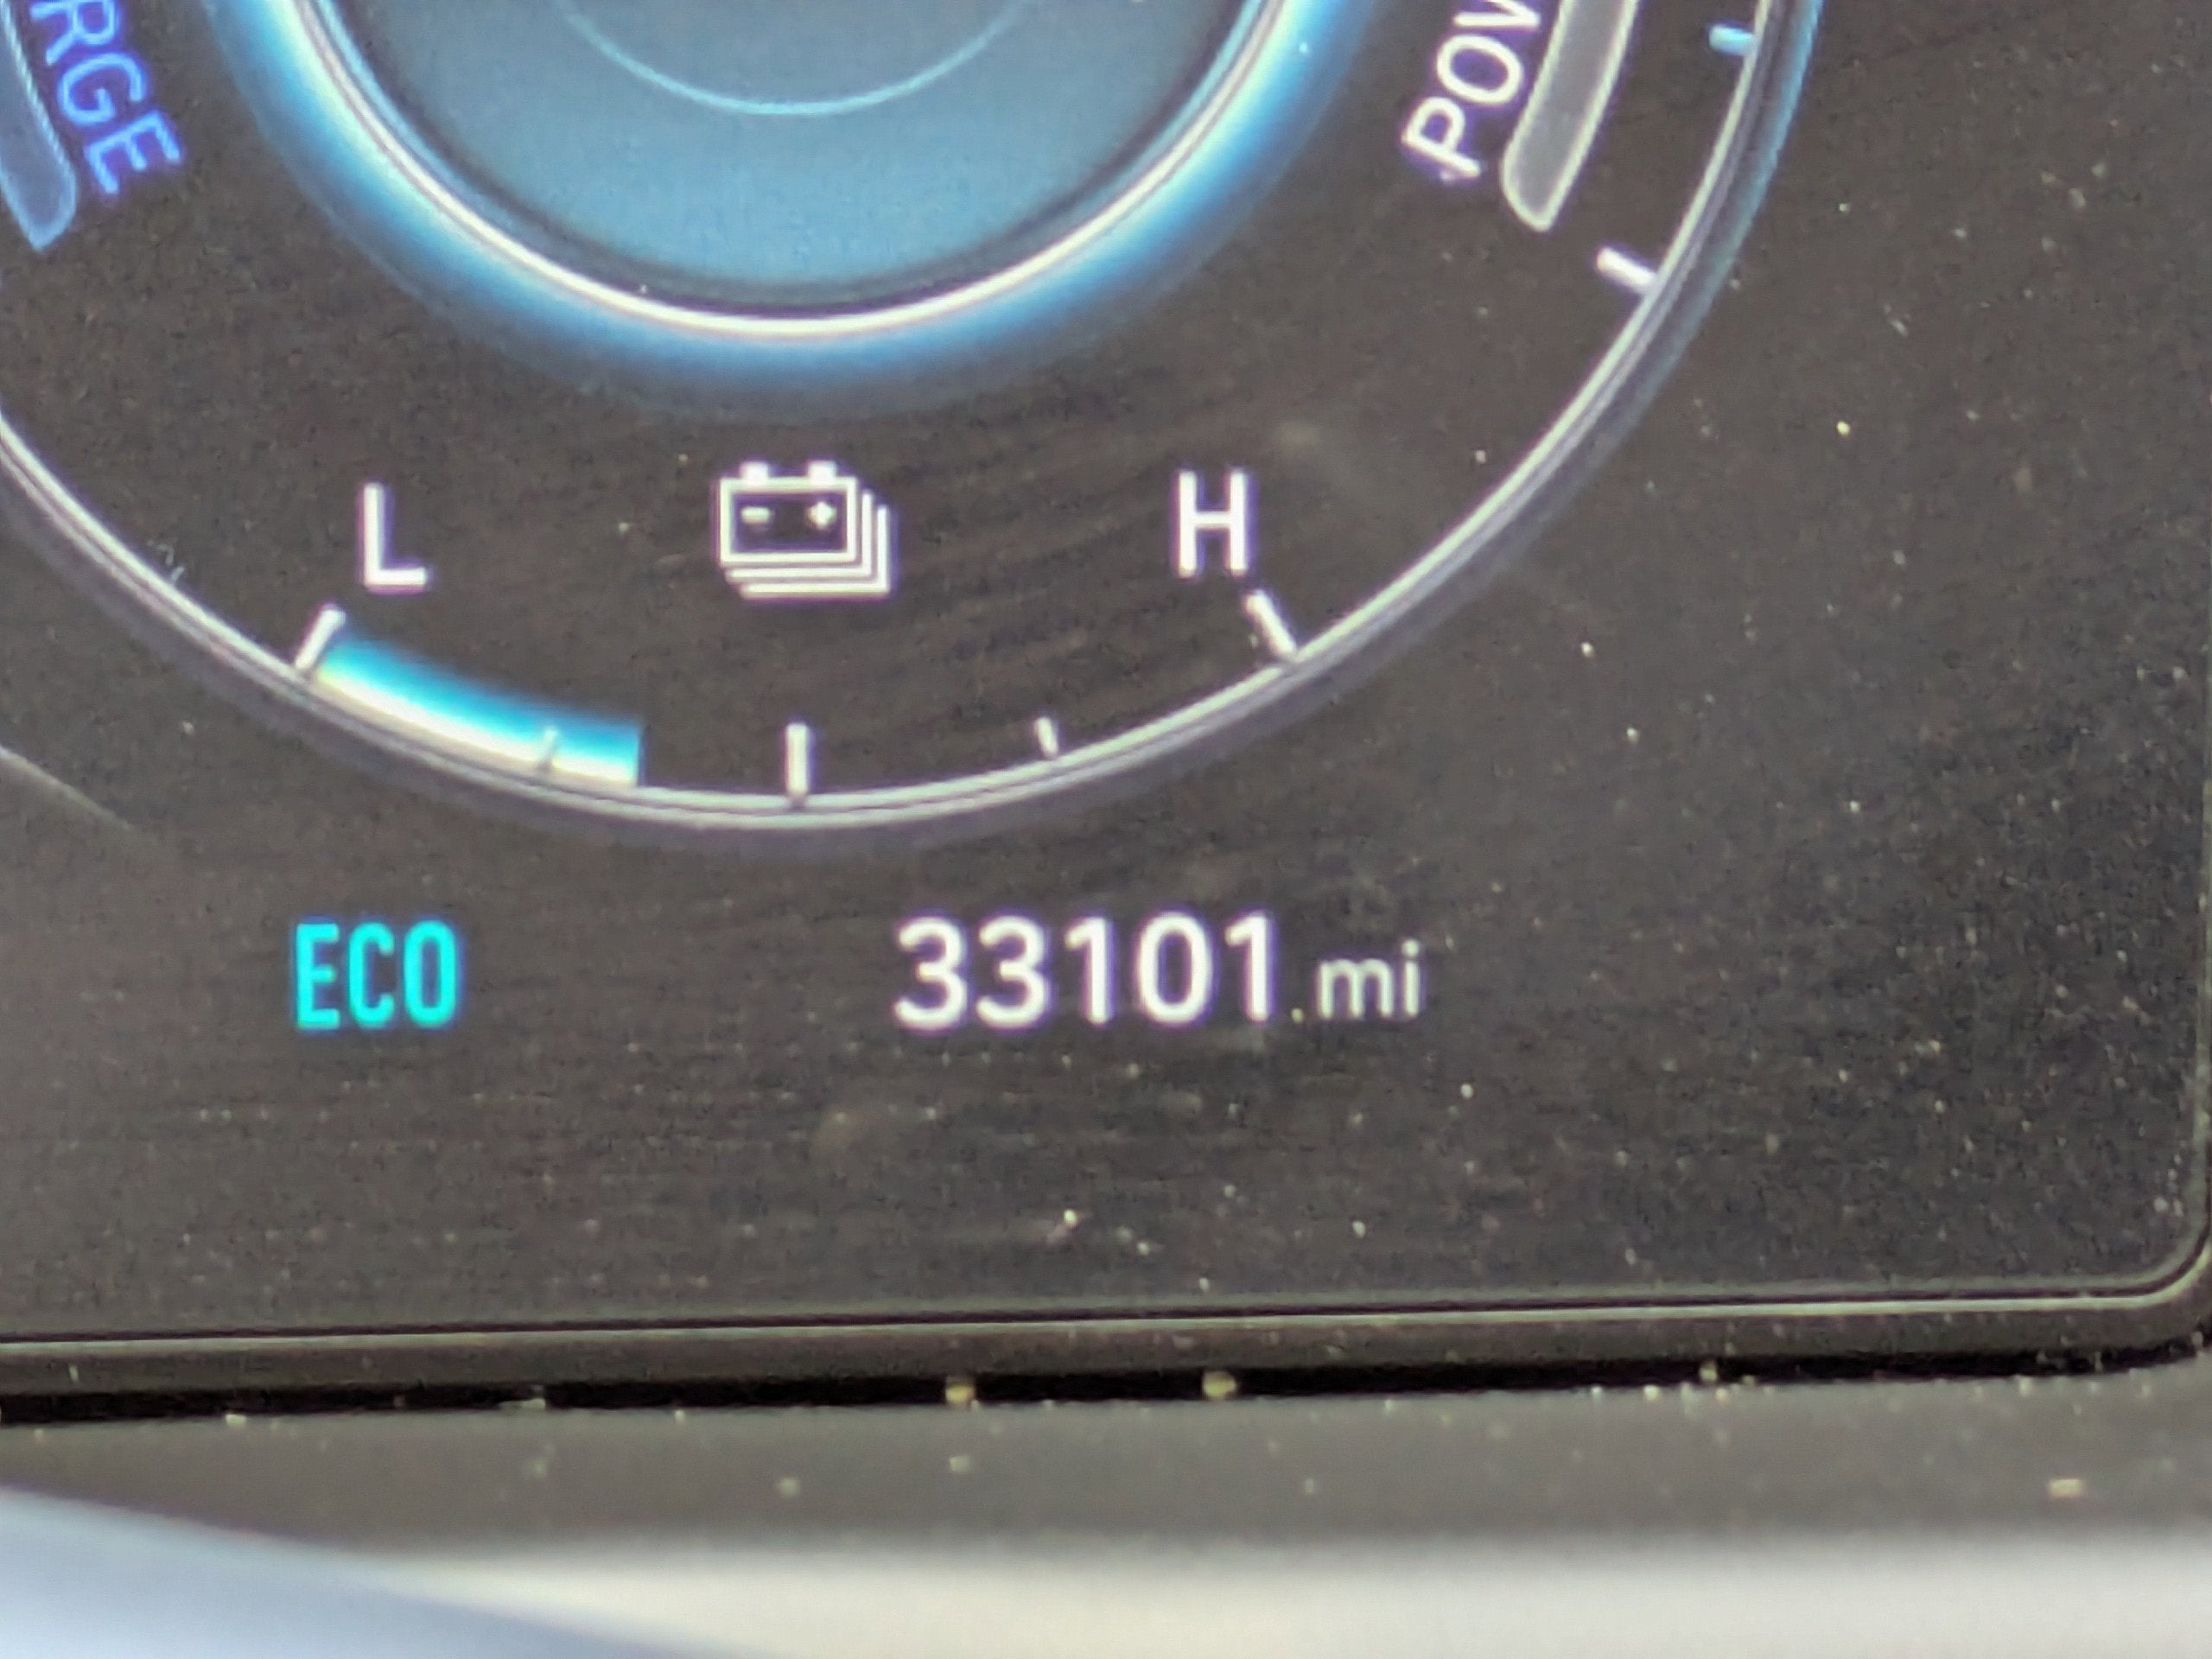 RGE
POW
L - + H
ECO 33101 mi